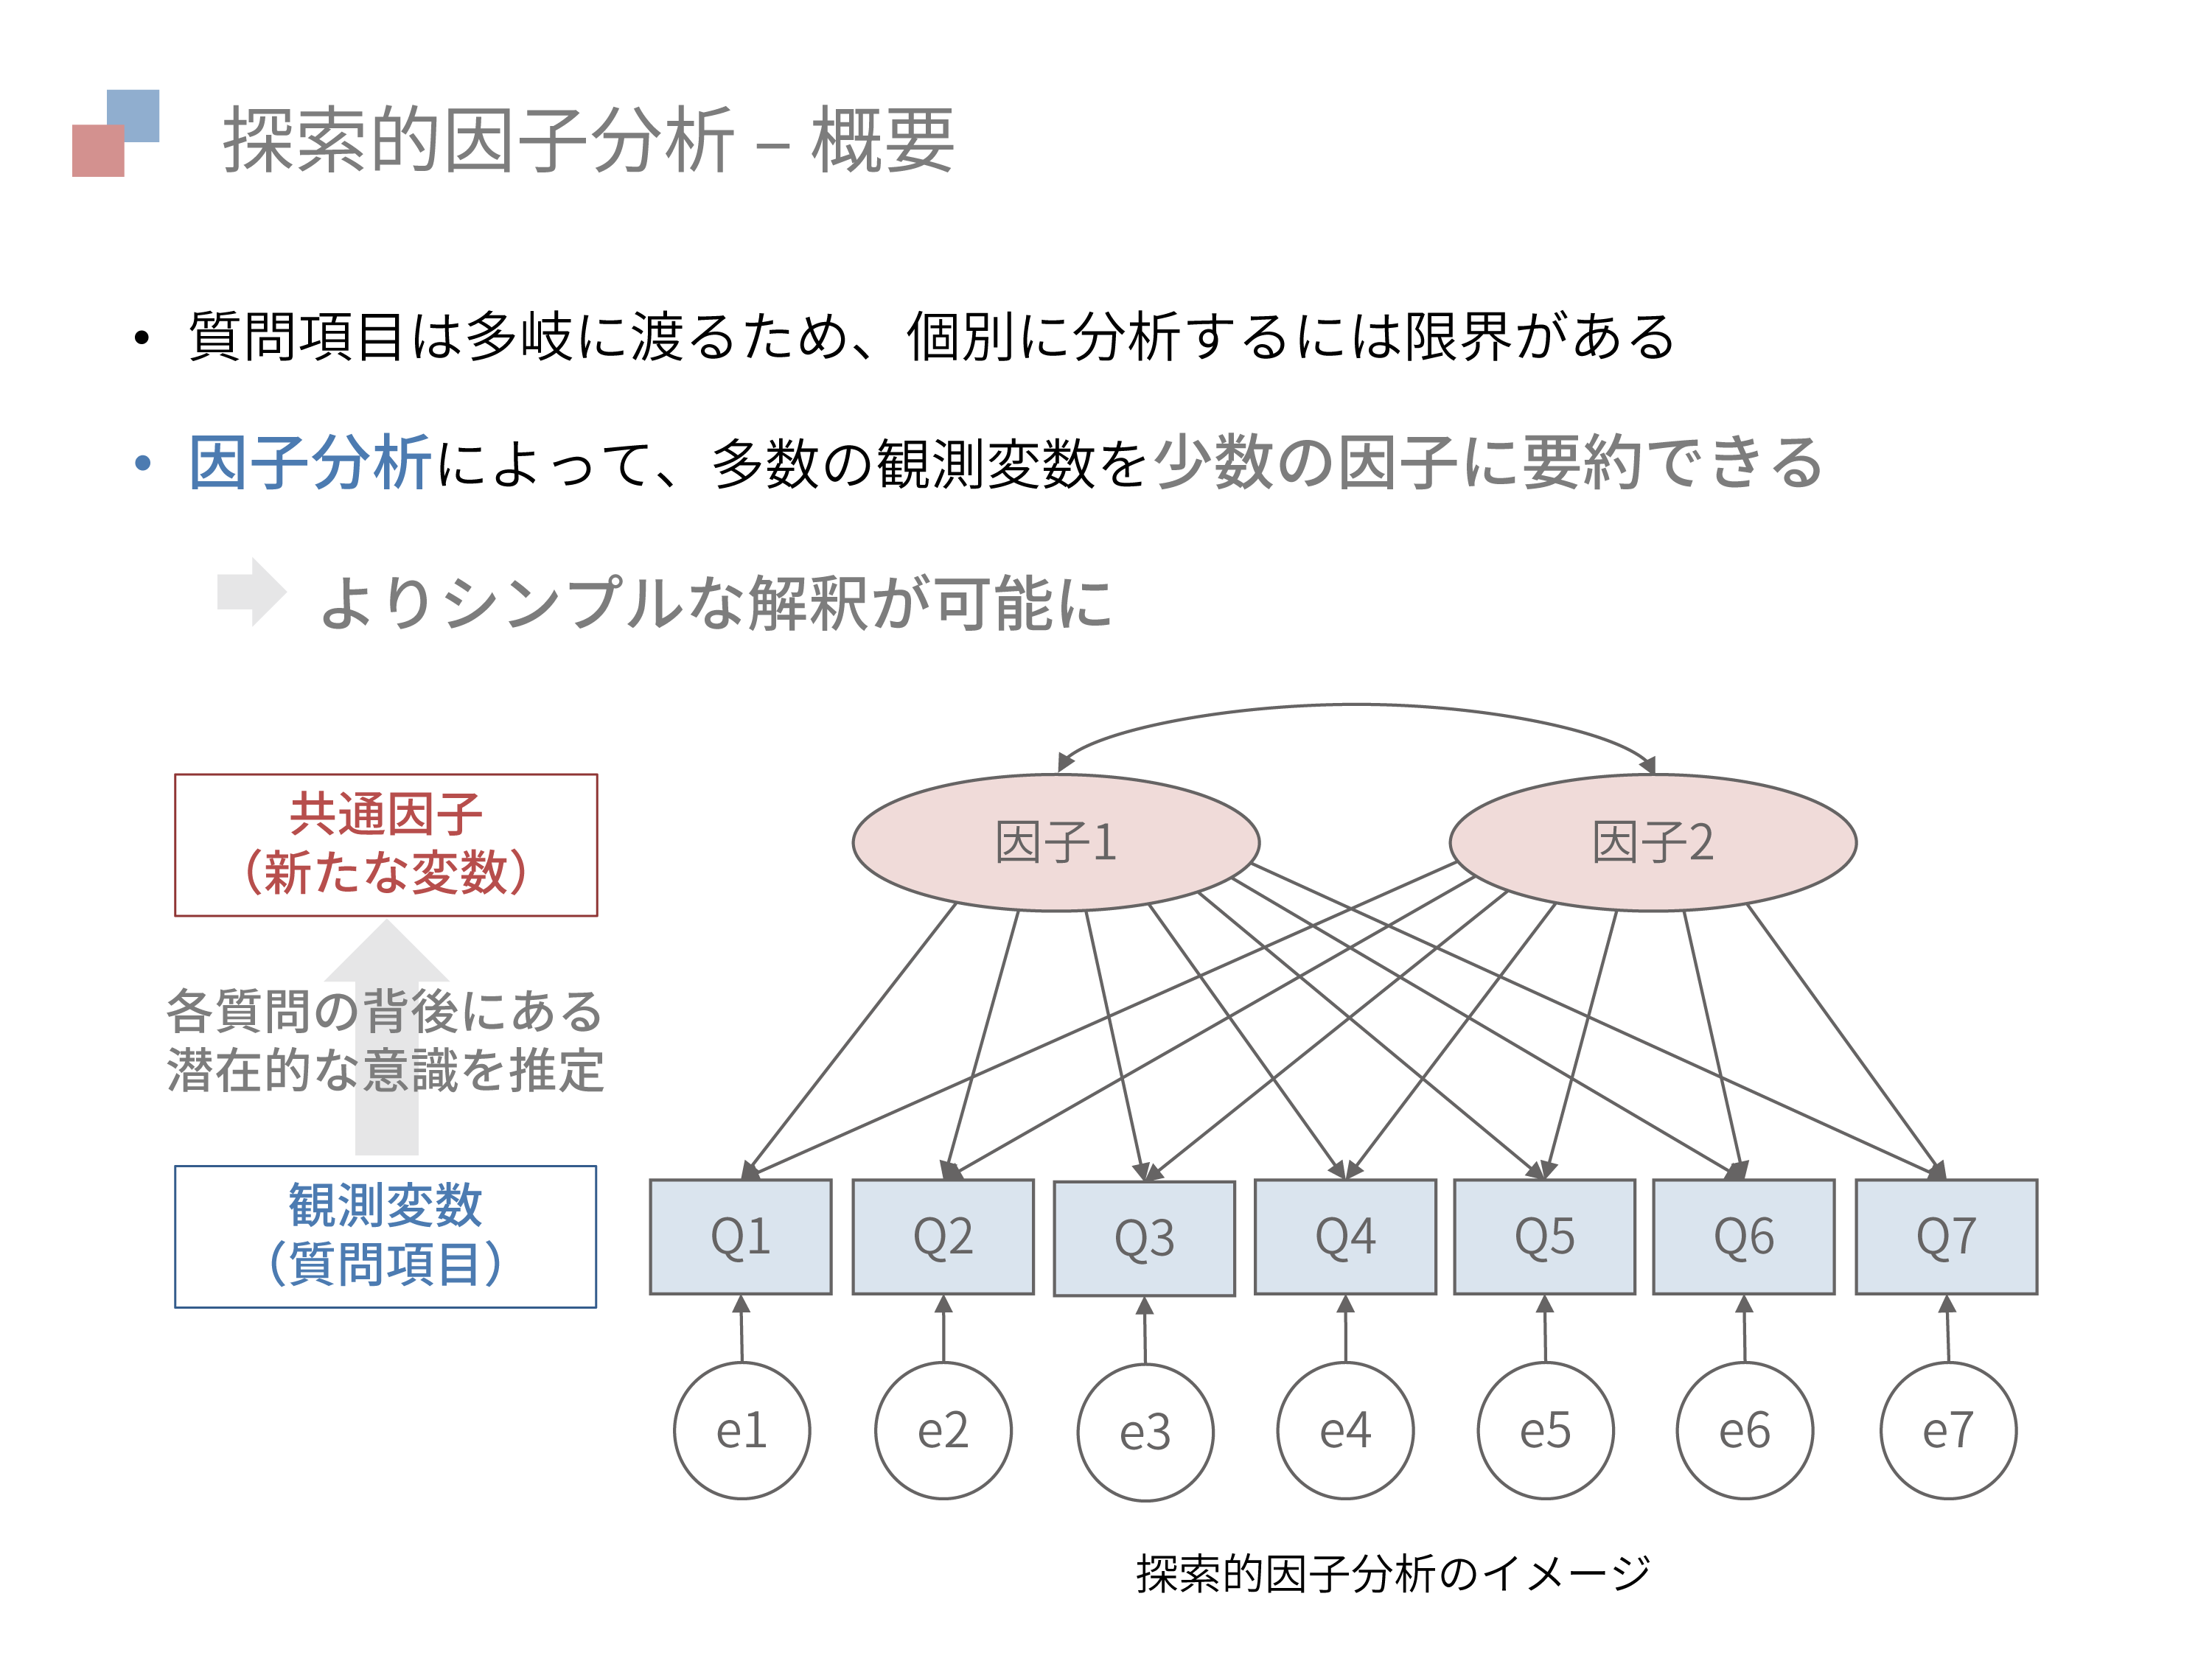 探索的因子分析 – 概要
• 質問項目は多岐に渡るため、個別に分析するには限界がある
• 因子分析によって、多数の観測変数を少数の因子に要約できる
よりシンプルな解釈が可能に
共通因子
（新たな変数）
因子1 因子2
各質問の背後にある
潜在的な意識を推定
観測変数
（質問項目）
Q1 Q2 Q3 Q4 Q5 Q6 Q7
e1 e2 e3 e4 e5 e6 e7
探索的因子分析のイメージ